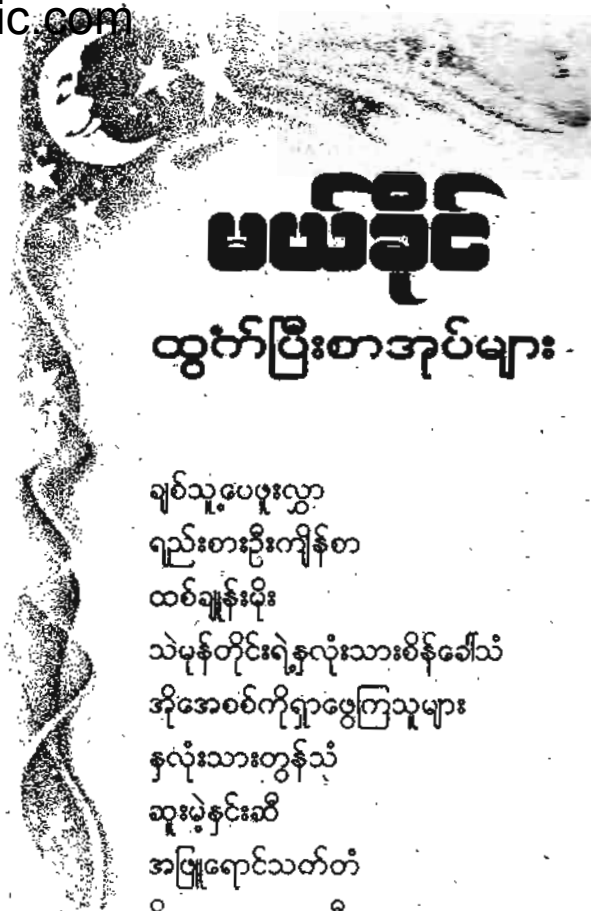 ic.com
မယ်ခိုင်
ထွက်ပြီးစာအုပ်များ
ချစ်သူ့ပေဖူးလွှာ
ရည်းစားဦးကျိန်စာ
ထစ်ချုန်းမိုး
သဲမုန်တိုင်းရဲ့နှလုံးသားစိန်ခေါ်သံ
အိုအေစစ်ကိုရှာဖွေကြသူများ
နှလုံးသားတွန်သံ
ဆူးမဲ့နှင်းဆီ
အဖြူရောင်သက်တံ